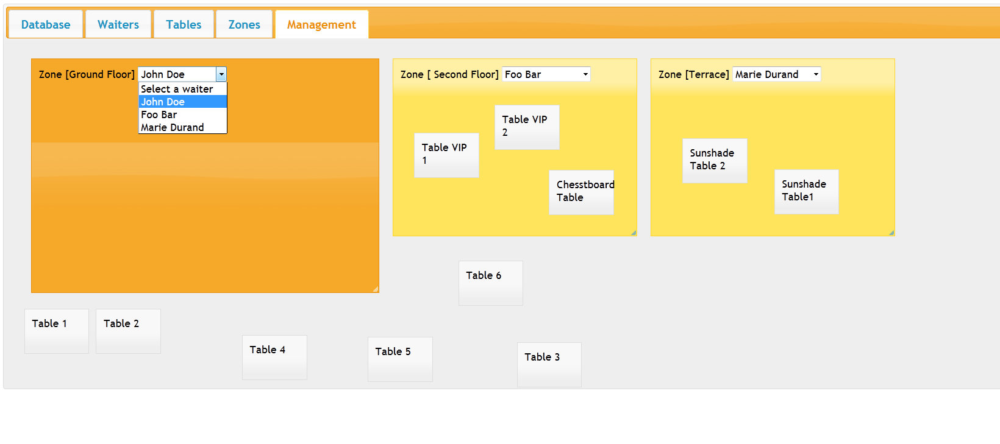 Database Waiters Tables Zones Management
Zone [Ground Floor] John Doe
Select a waiter
John Doe
Foo Bar
Marie Durand
Zone [ Second Floor] Foo Bar
Table VIP
2
Table VIP
1
Chesstboard
Table
Zone [Terrace] Marie Durand
Sunshade
Table 2
Sunshade
Table1
Table 6
Table 1
Table 2
Table 4
Table 5
Table 3